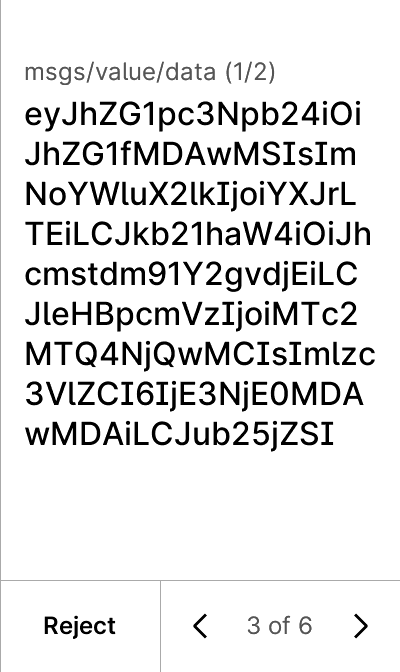 msgs/value/data (1/2)
eyJhZG1pc3Npb24iOi
JhZG1fMDAwMSIsIm
NoYWluX2lkIjoiYXJrL
TEiLCJkb21haW4iOiJh
cmstdm91Y2gvdjEiLC
JleHBpcmVzIjoiMTc2
MTQ4NjQwMCIsImlzc
3VlZCI6IjE3NjE0MDA
wMDAiLCJub25jZSI
Reject
3 of 6